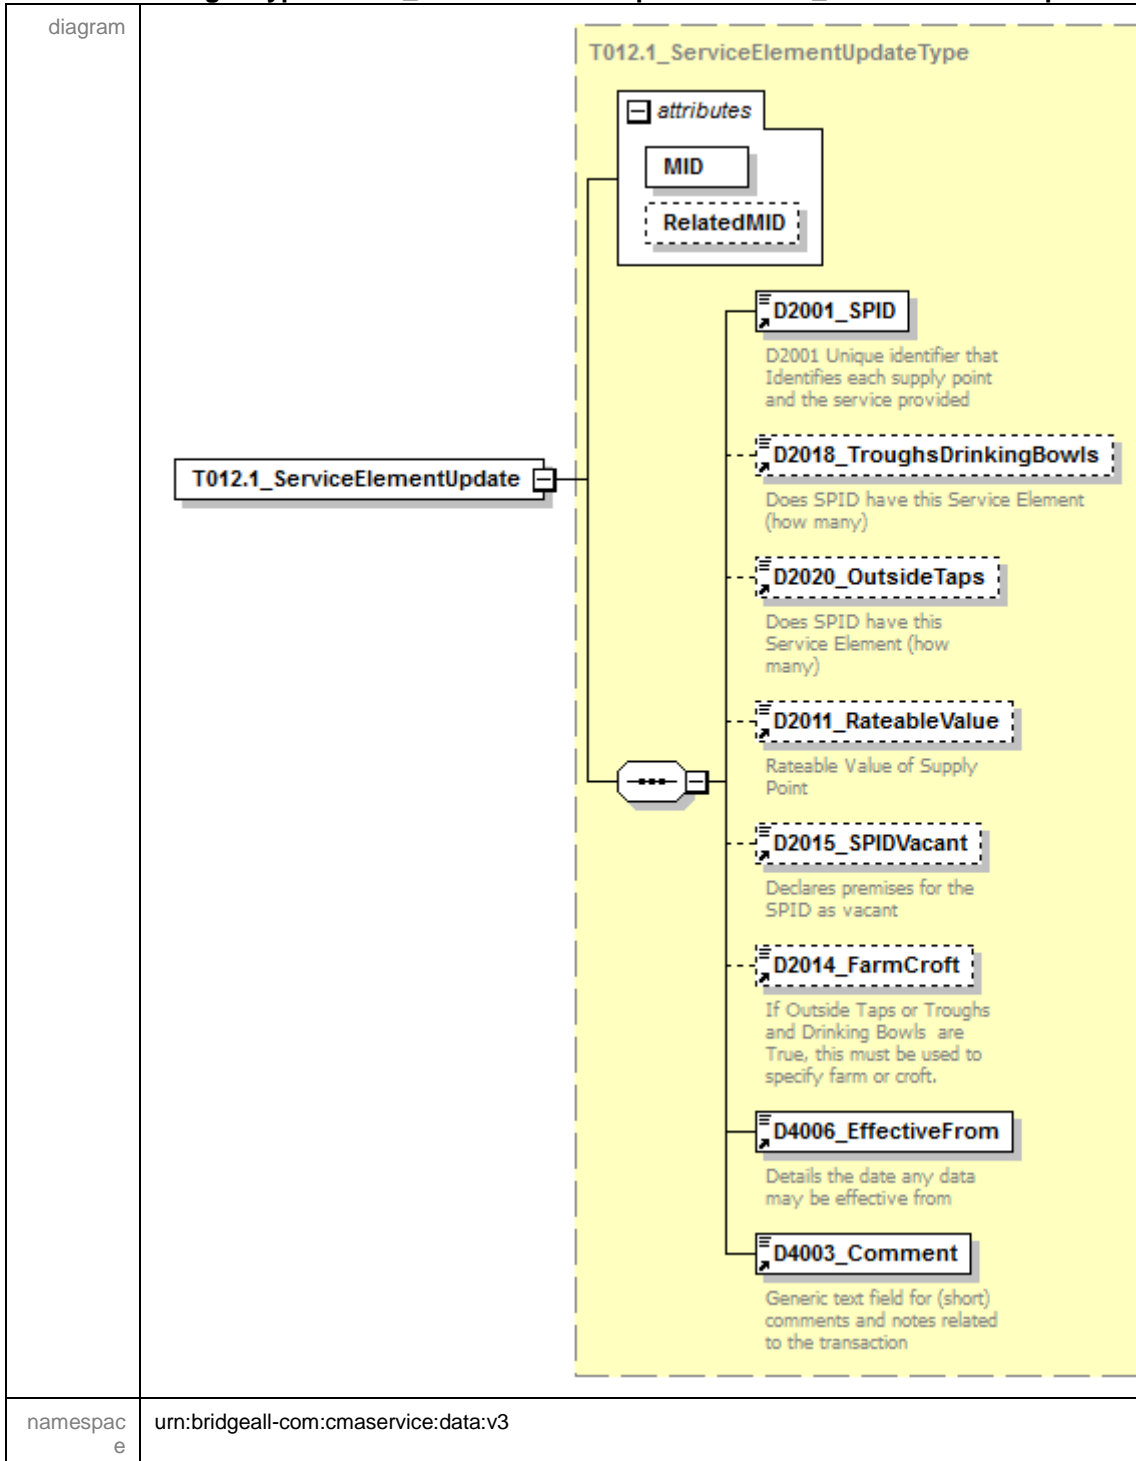 diagram
T012.1_ServiceElementUpdateType
attributes
MID
RelatedMID
D2001_SPID
D2001 Unique identifier that
Identifies each supply point
and the service provided
D2018_TroughsDrinkingBowls
Does SPID have this Service Element
(how many)
T012.1_ServiceElementUpdate
D2020_OutsideTaps
Does SPID have this
Service Element (how
many)
D2011_RateableValue
Rateable Value of Supply
Point
D2015_SPIDVacant
Declares premises for the
SPID as vacant
D2014_FarmCroft
If Outside Taps or Troughs
and Drinking Bowls are
True, this must be used to
specify farm or croft.
D4006_EffectiveFrom
Details the date any data
may be effective from
D4003_Comment
Generic text field for (short)
comments and notes related
to the transaction
namespac
e
urn:bridgeall-com:cmaservice:data:v3